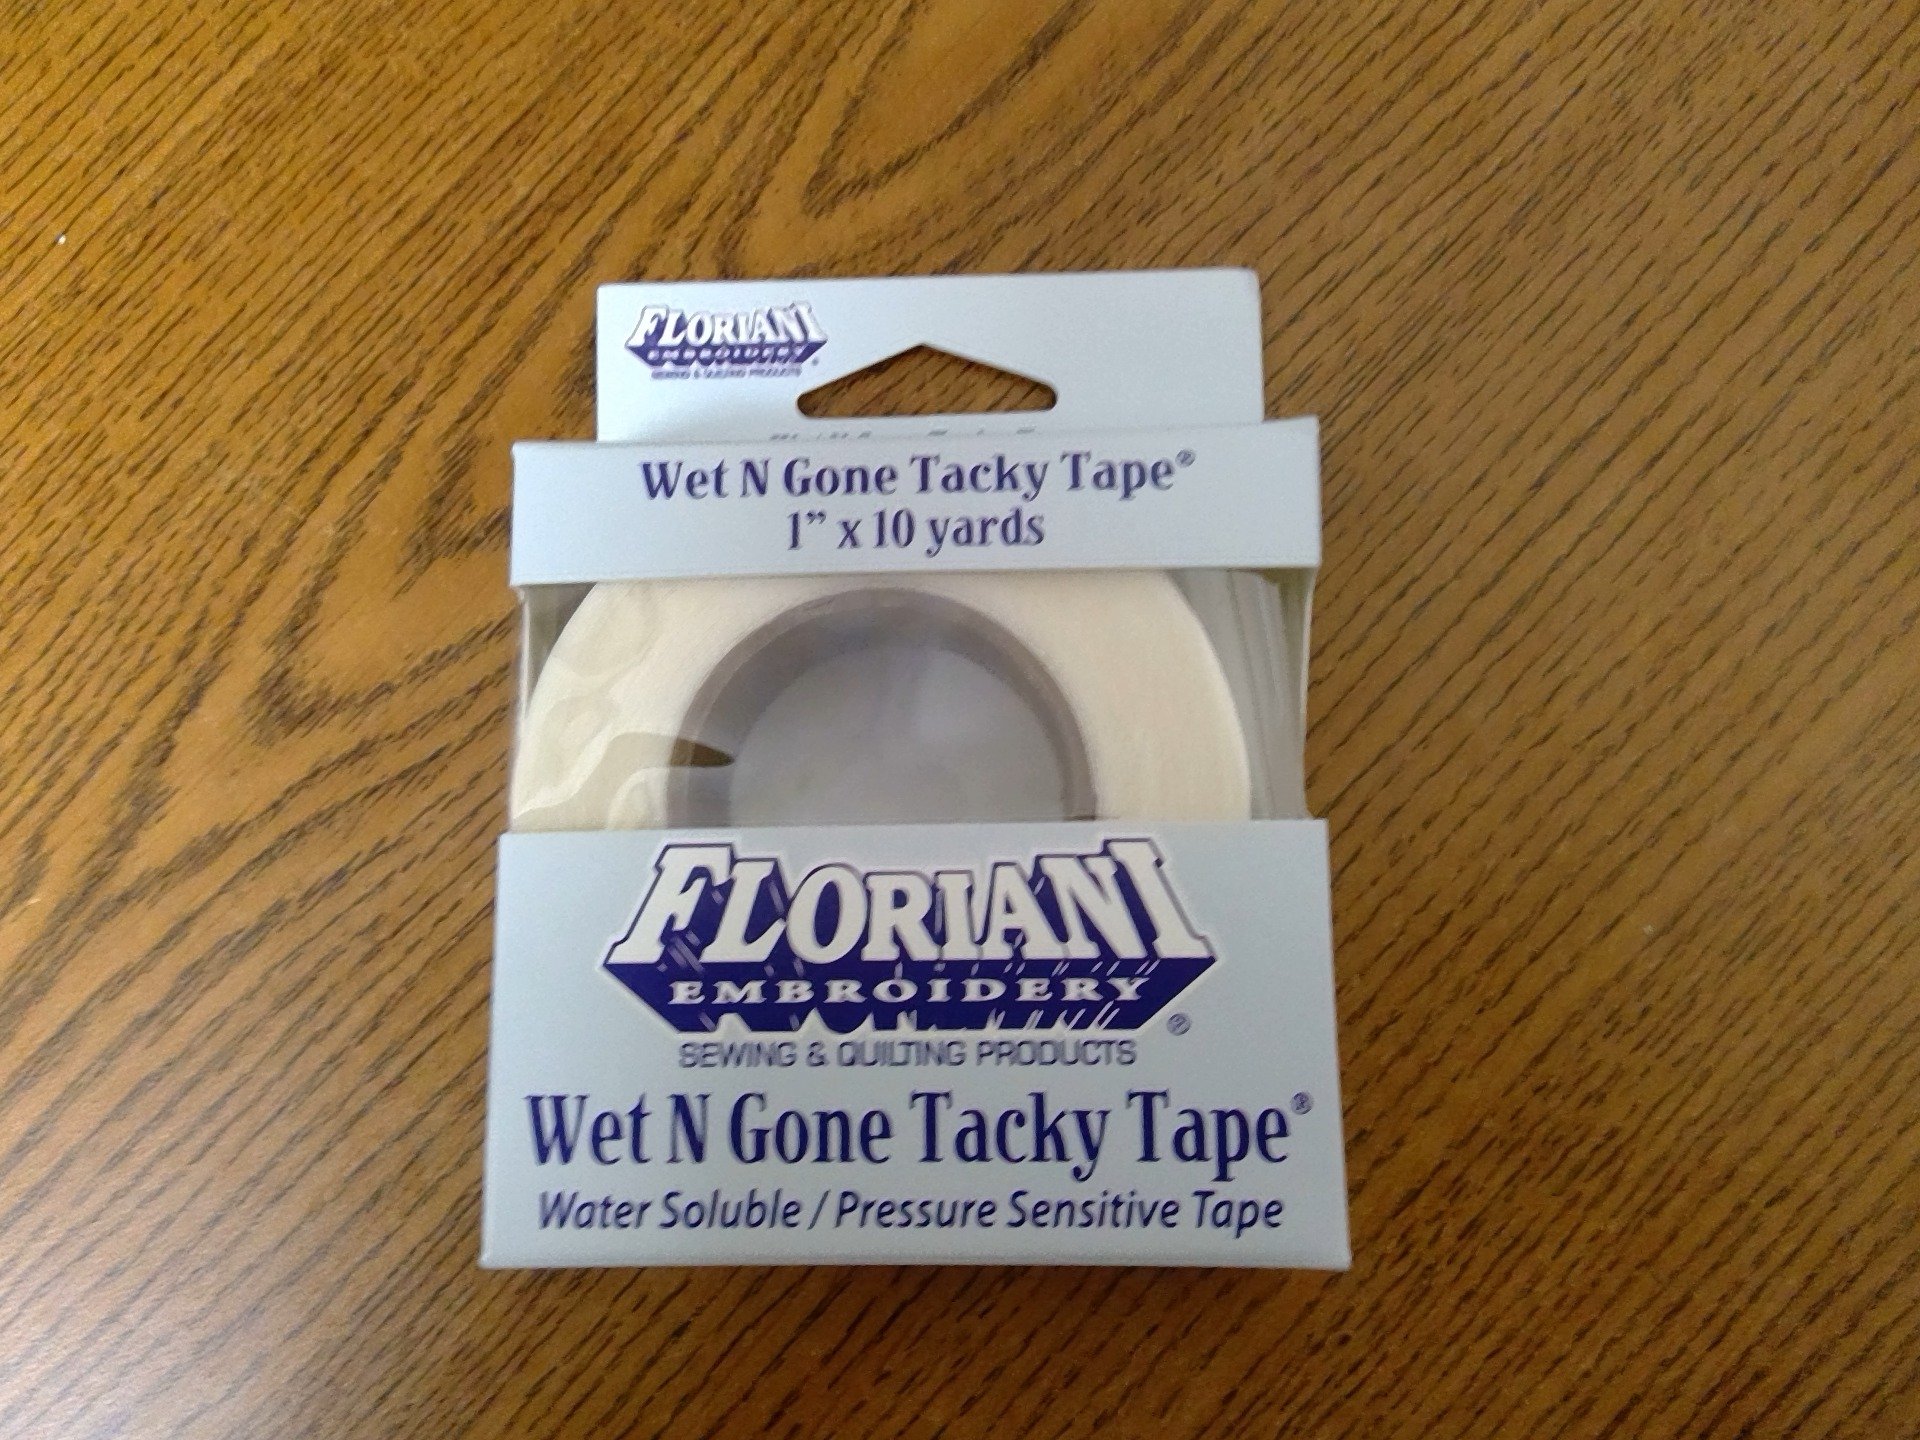 FLORIANI
EMBROIDERY ®
SEWING & QUILTING PRODUCTS
Wet N Gone Tacky Tape®
1” x 10 yards
FLORIANI
EMBROIDERY ®
SEWING & QUILTING PRODUCTS
Wet N Gone Tacky Tape®
Water Soluble / Pressure Sensitive Tape